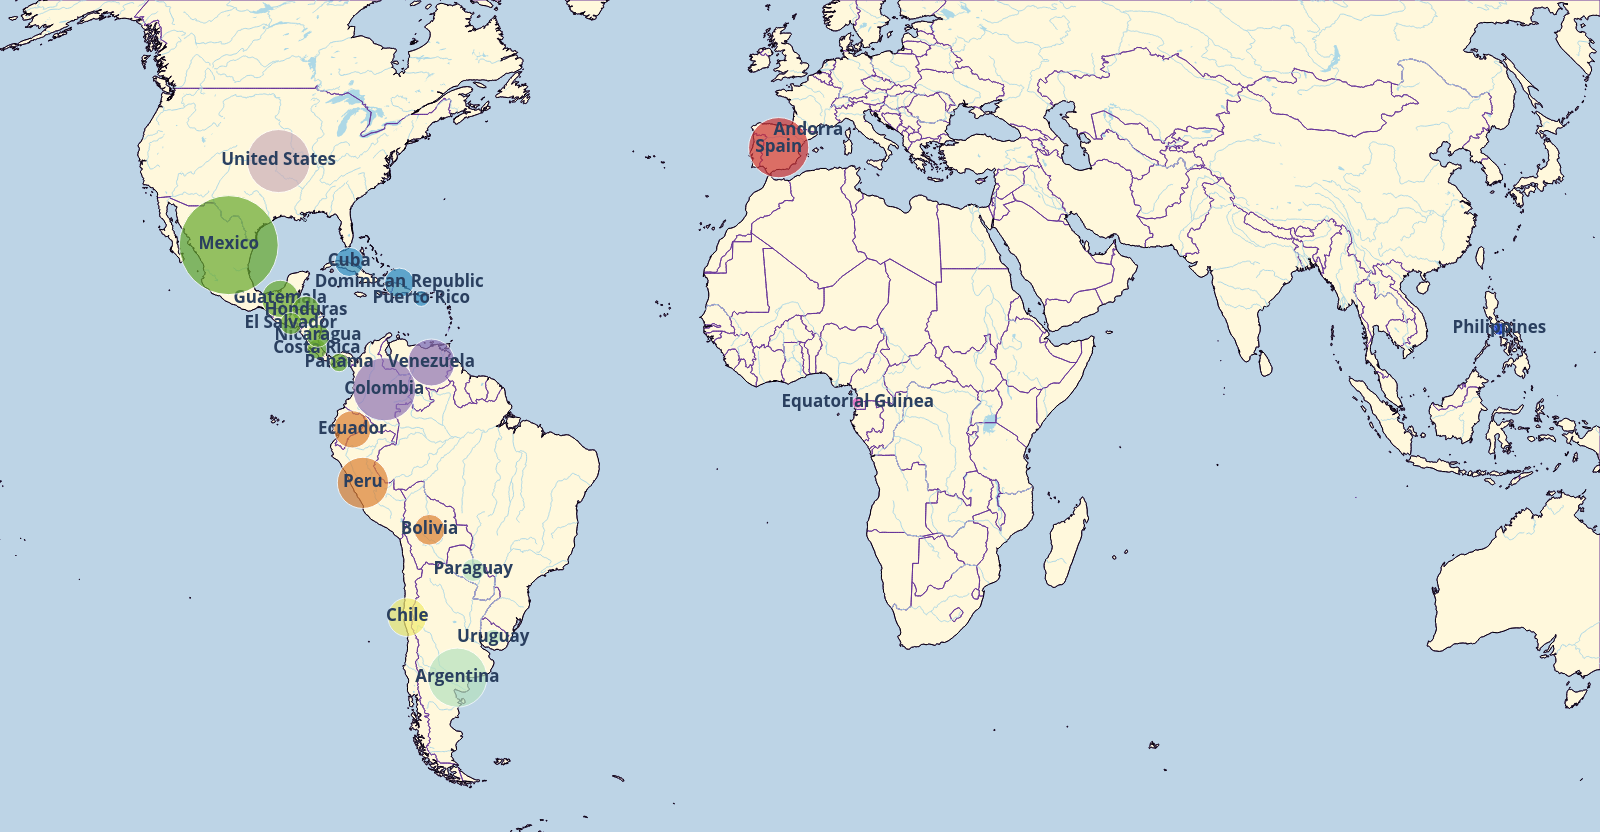 Andorra
Spain
United States
Mexico
Cuba
Dominican Republic
Guatemala
Puerto Rico
Honduras
El Salvador
Philippines
Nicaragua
Costa Rica
Panama
Venezuela
Colombia
Equatorial Guinea
Ecuador
Peru
Bolivia
Paraguay
Chile
Uruguay
Argentina